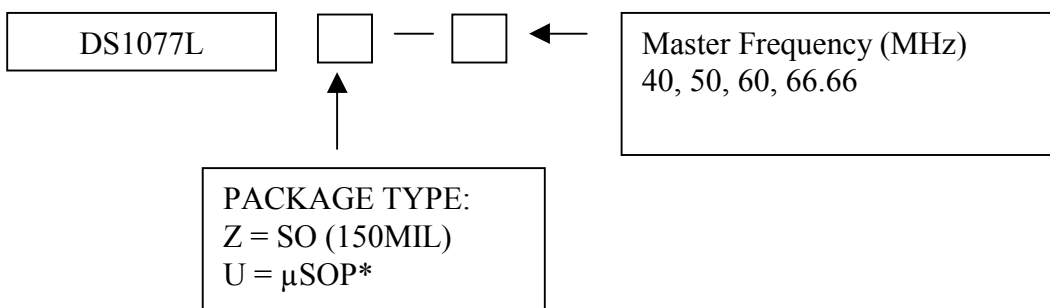 DS1077L —
Master Frequency (MHz)
40, 50, 60, 66.66
PACKAGE TYPE:
Z = SO (150MIL)
U = µSOP*